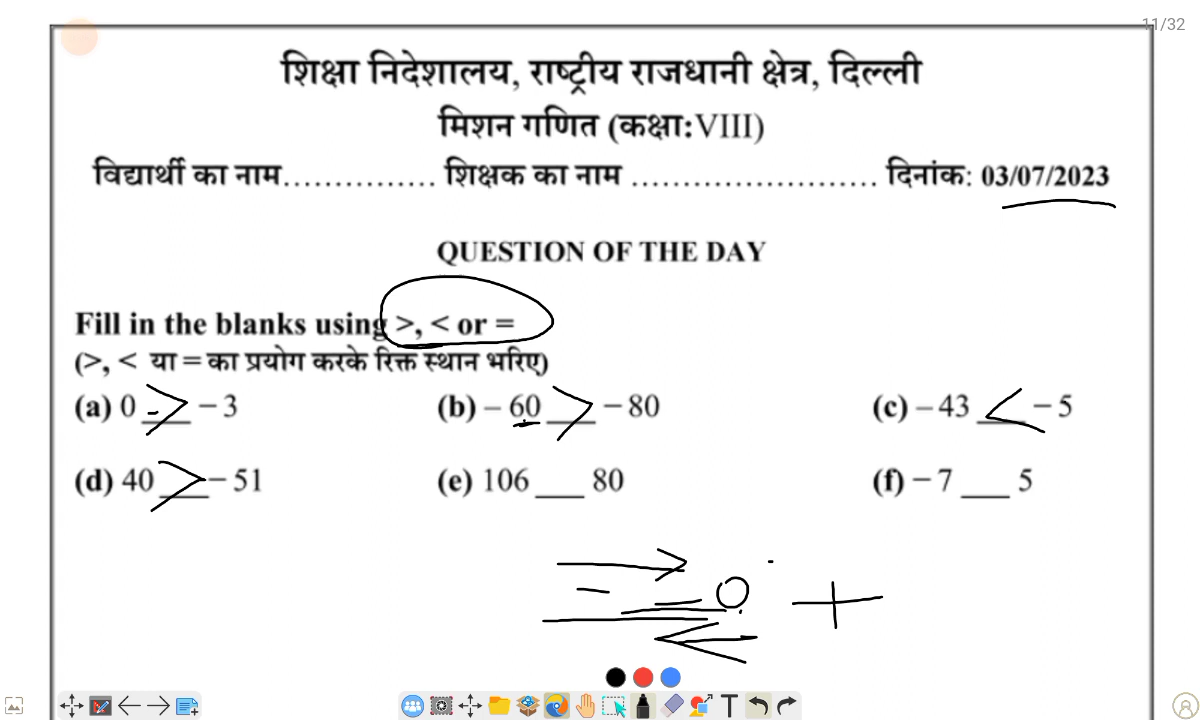 11/32
शिक्षा निदेशालय, राष्ट्रीय राजधानी क्षेत्र, दिल्ली
मिशन गणित (कक्षा:VIII)
विद्यार्थी का नाम............... शिक्षक का नाम ......................... दिनांक: 03/07/2023
QUESTION OF THE DAY
Fill in the blanks using >, < or =
(>, < या = का प्रयोग करके रिक्त स्थान भरिए)
(a) 0 > – 3 (b) – 60 > – 80 (c) – 43 < – 5
(d) 40 > – 51 (e) 106 ___ 80 (f) – 7 ___ 5
– 0 +